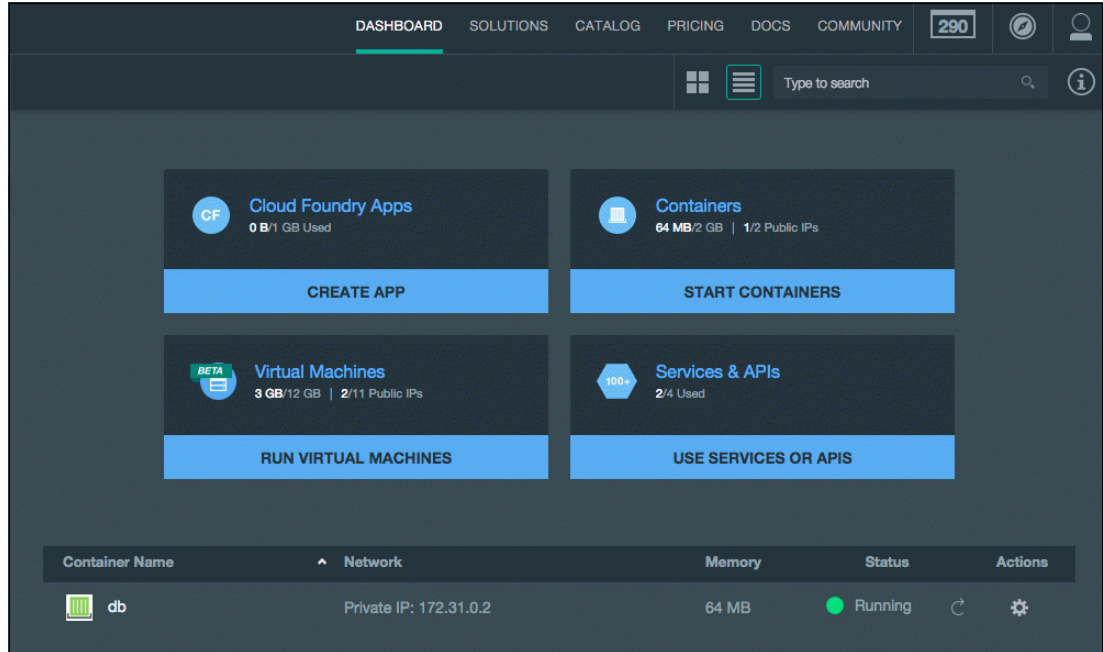 DASHBOARD SOLUTIONS CATALOG PRICING DOCS COMMUNITY 290
Type to search i
CF Cloud Foundry Apps
0 B/1 GB Used
CREATE APP
Containers
64 MB/2 GB | 1/2 Public IPs
START CONTAINERS
BETA Virtual Machines
3 GB/12 GB | 2/11 Public IPs
RUN VIRTUAL MACHINES
100+ Services & APIs
2/4 Used
USE SERVICES OR APIS
Container Name Network Memory Status Actions
db Private IP: 172.31.0.2 64 MB Running